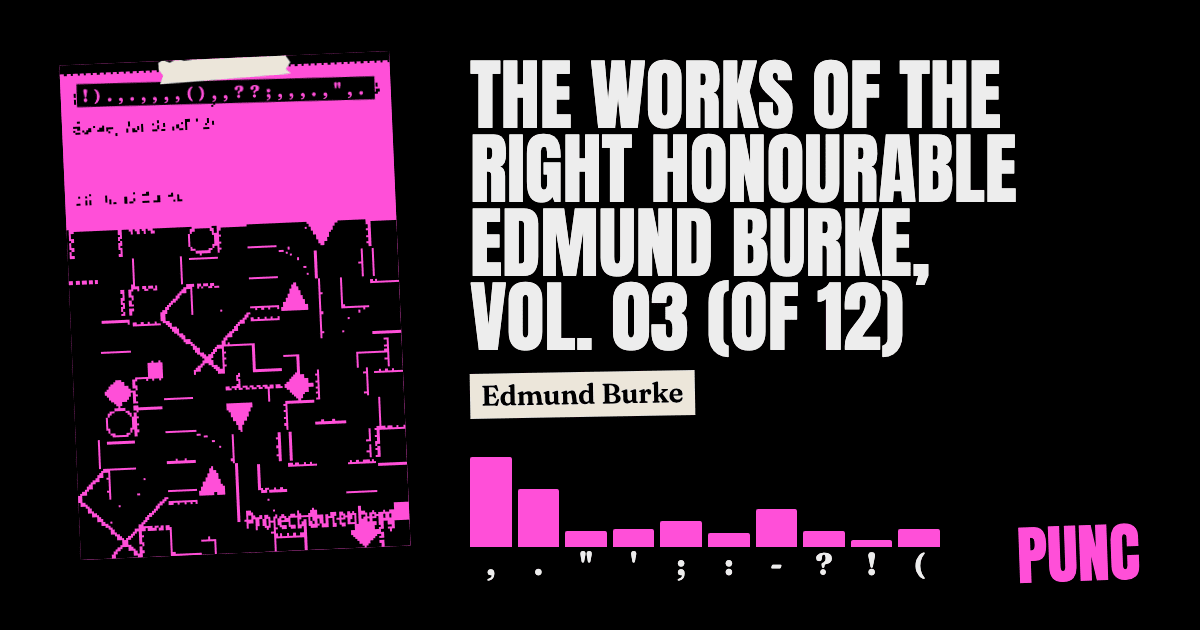 !).,.,,,,(),,??;,,,.,",.
THE WORKS OF THE
RIGHT HONOURABLE
EDMUND BURKE,
VOL. 03 (OF 12)
Edmund Burke
, . " ' ; : - ? ! (
Project Gutenberg
PUNC